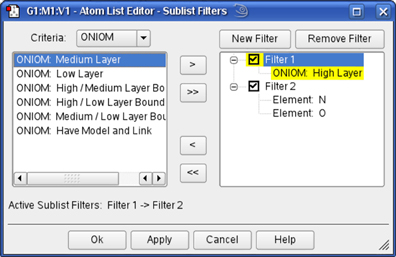 G1:M1:V1 - Atom List Editor - Sublist Filters
Criteria: ONIOM
New Filter Remove Filter
ONIOM: Medium Layer
ONIOM: Low Layer
ONIOM: High / Medium Layer Bo
ONIOM: High / Low Layer Bound
ONIOM: Medium / Low Layer Bou
ONIOM: Have Model and Link
>
>>
<
<<
Filter 1
ONIOM: High Layer
Filter 2
Element: N
Element: O
Active Sublist Filters: Filter 1 -> Filter 2
Ok Apply Cancel Help